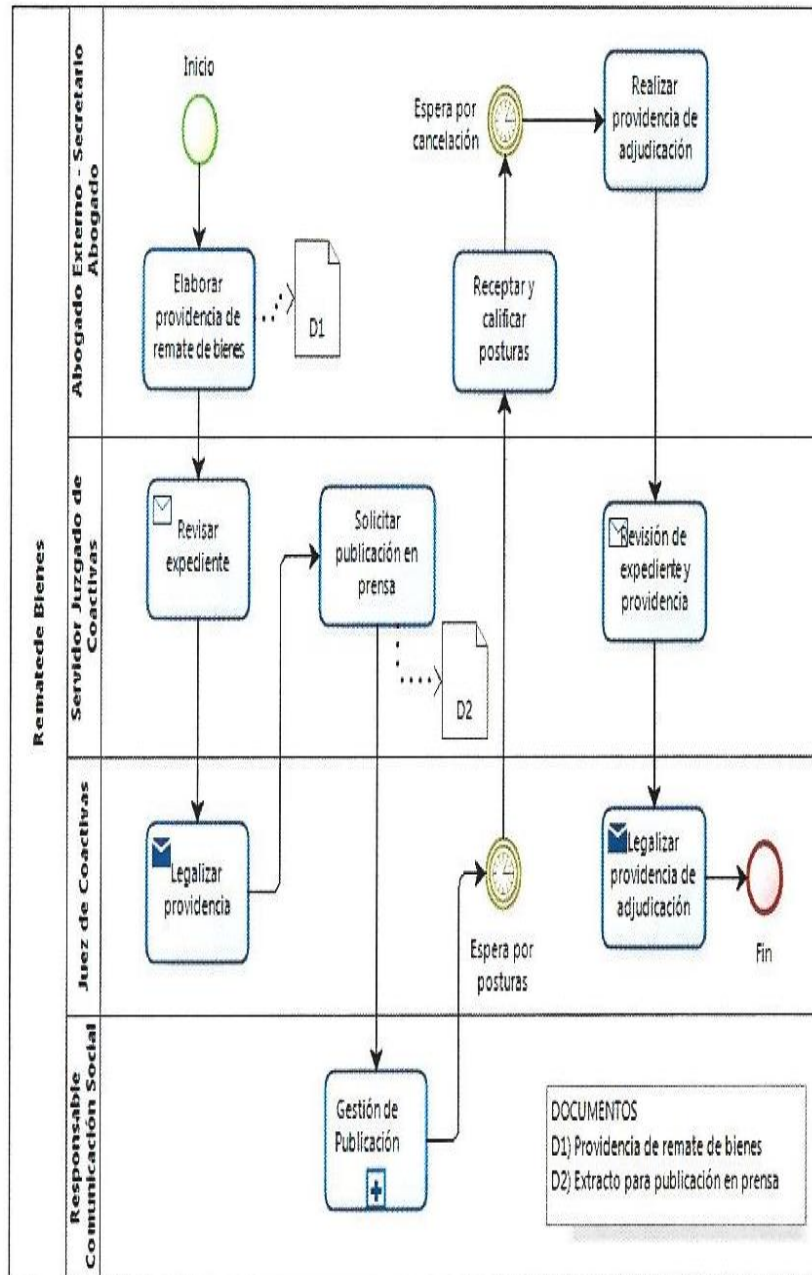 Rematede Bienes
Abogado Externo - Secretario
Abogado
Inicio
Elaborar
providencia de
remate de bienes
D1
Espera por
cancelación
Receptar y
calificar
posturas
Realizar
providencia de
adjudicación
Servidor Juzgado de
Coactivas
Revisar
expediente
Solicitar
publicación en
prensa
D2
Revisión de
expediente y
providencia
Juez de Coactivas
Legalizar
providencia
Espera por
posturas
Legalizar
providencia de
adjudicación
Fin
Responsable
Comunicación Social
Gestión de
Publicación
DOCUMENTOS
D1) Providencia de remate de bienes
D2) Extracto para publicación en prensa